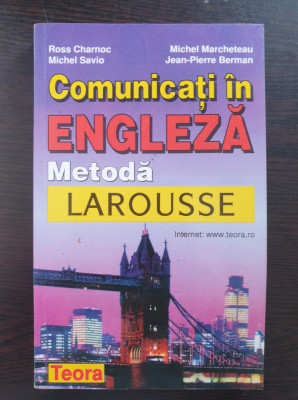 Ross Charnoc
Michel Savio
Michel Marcheteau
Jean-Pierre Berman
Comunicați în
ENGLEZĂ
Metodă
LAROUSSE
Internet: www.teora.ro
Teora